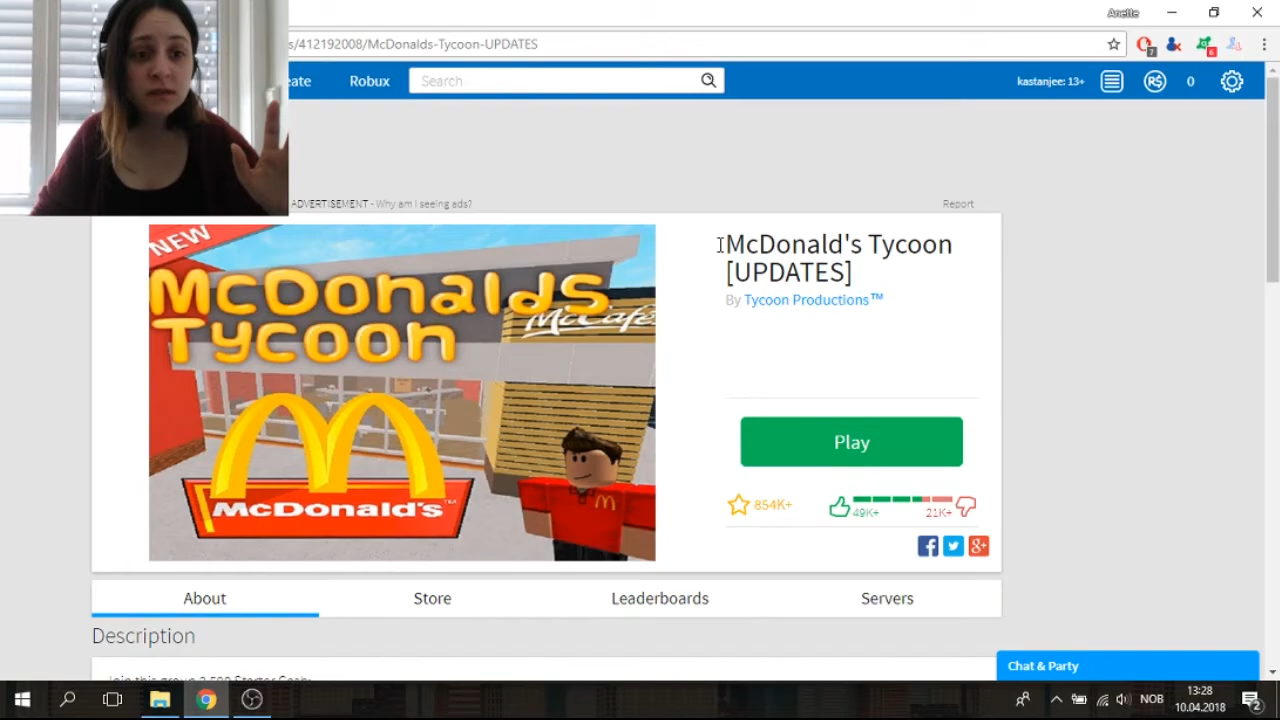 Anette
s/412192008/McDonalds-Tycoon-UPDATES
eate Robux Search kastanjee: 13+ R$ 0
ADVERTISEMENT - Why am I seeing ads? Report
NEW
McDonalds
Tycoon
McCafé
McDonald's™
McDonald's Tycoon
[UPDATES]
By Tycoon Productions™
Play
854K+ 49K+ 21K+
About Store Leaderboards Servers
Description
Chat & Party
NOB
13:28
10.04.2018
2